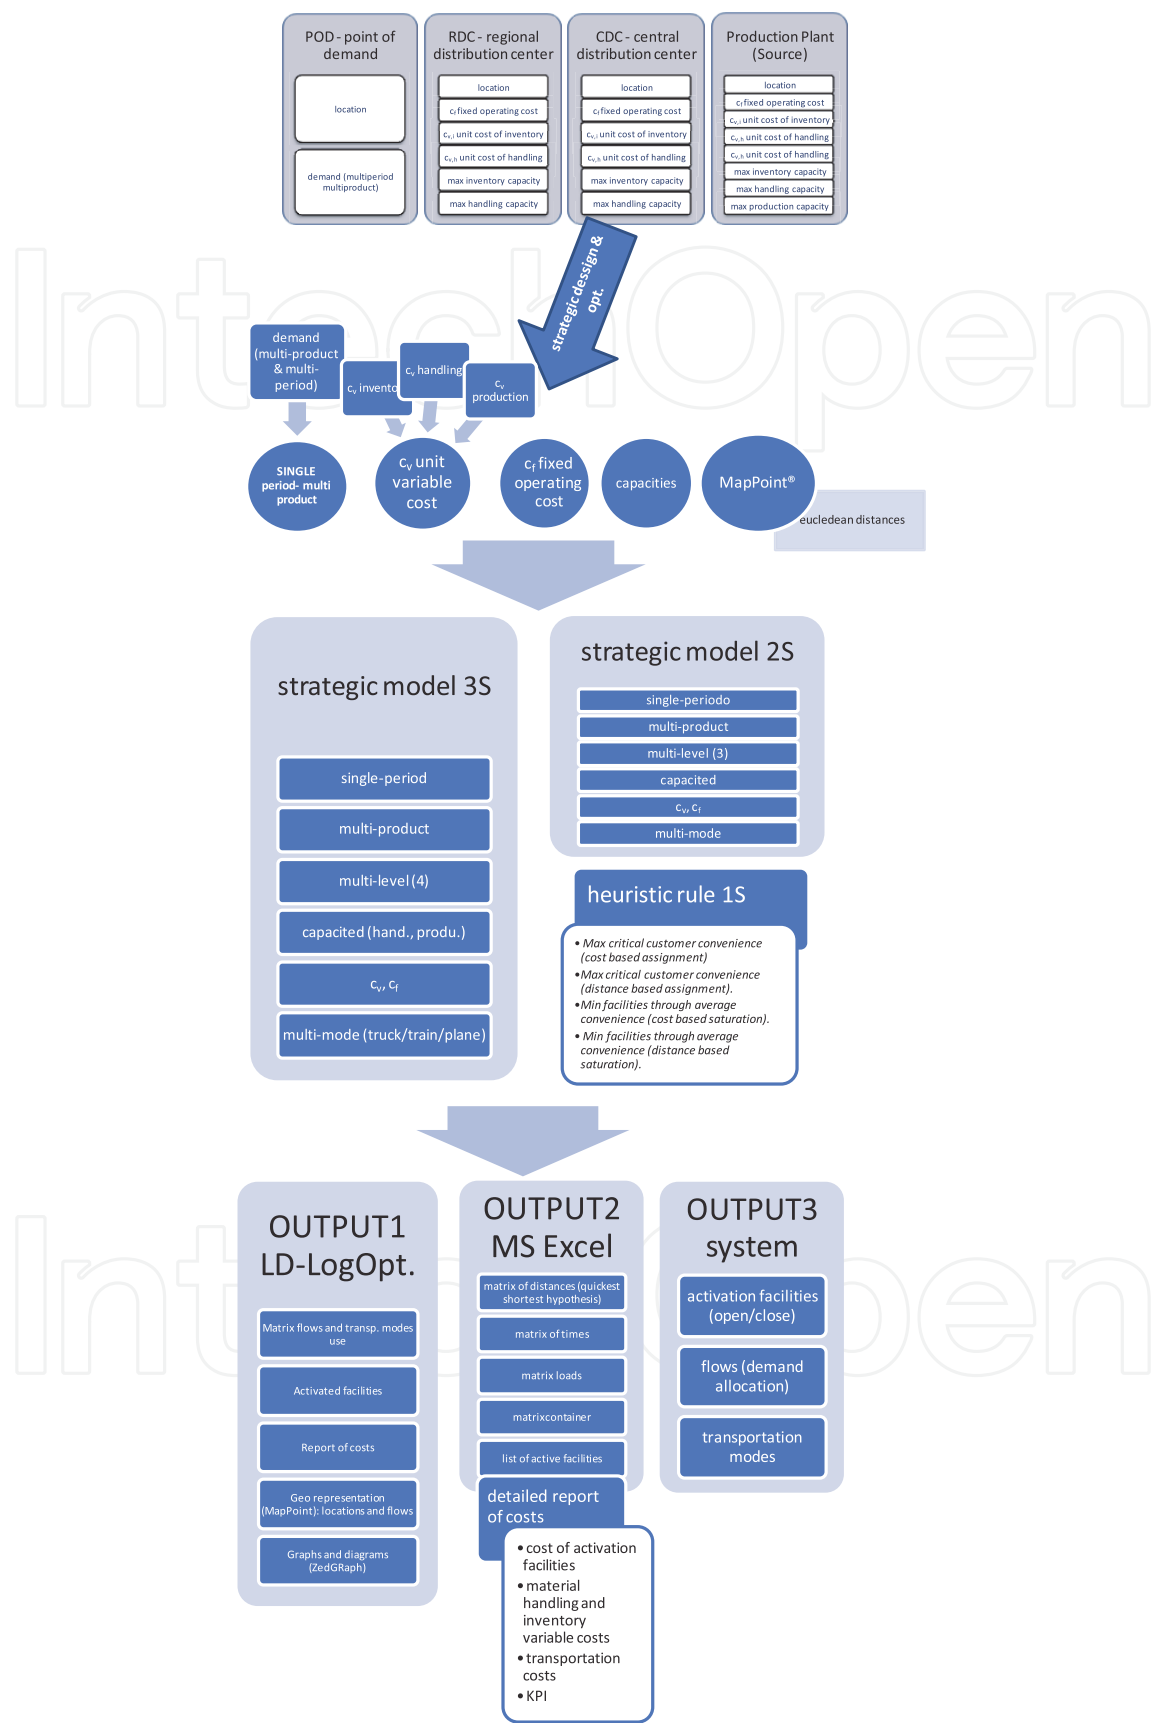 POD - point of
demand
location
demand (multiperiod
multiproduct)
RDC - regional
distribution center
location
cf fixed operating cost
cv,i unit cost of inventory
cv,h unit cost of handling
max inventory capacity
max handling capacity
CDC - central
distribution center
location
cf fixed operating cost
cv,i unit cost of inventory
cv,h unit cost of handling
max inventory capacity
max handling capacity
Production Plant
(Source)
location
cf fixed operating cost
cv,i unit cost of inventory
cv,h unit cost of handling
cv,h unit cost of handling
max inventory capacity
max handling capacity
max production capacity
IntechOpen
strategic dessign &
opt.
demand
(multi-product
& multi-
period)
cv invento
cv handling
cv
production
SINGLE
period- multi
product
cv unit
variable
cost
cf fixed
operating
cost
capacities
MapPoint®
eucledean distances
strategic model 3S
single-period
multi-product
multi-level (4)
capacited (hand., produ.)
cv, cf
multi-mode (truck/train/plane)
strategic model 2S
single-periodo
multi-product
multi-level (3)
capacited
cv, cf
multi-mode
heuristic rule 1S
• Max critical customer convenience
(cost based assignment)
•Max critical customer convenience
(distance based assignment).
•Min facilities through average
convenience (cost based saturation).
• Min facilities through average
convenience (distance based
saturation).
IntechOpen
OUTPUT1
LD-LogOpt.
Matrix flows and transp. modes
use
Activated facilities
Report of costs
Geo representation
(MapPoint): locations and flows
Graphs and diagrams
(ZedGRaph)
OUTPUT2
MS Excel
matrix of distances (quickest
shortest hypothesis)
matrix of times
matrix loads
matrixcontainer
list of active facilities
detailed report
of costs
• cost of activation
facilities
• material
handling and
inventory
variable costs
• transportation
costs
• KPI
OUTPUT3
system
activation facilities
(open/close)
flows (demand
allocation)
transportation
modes